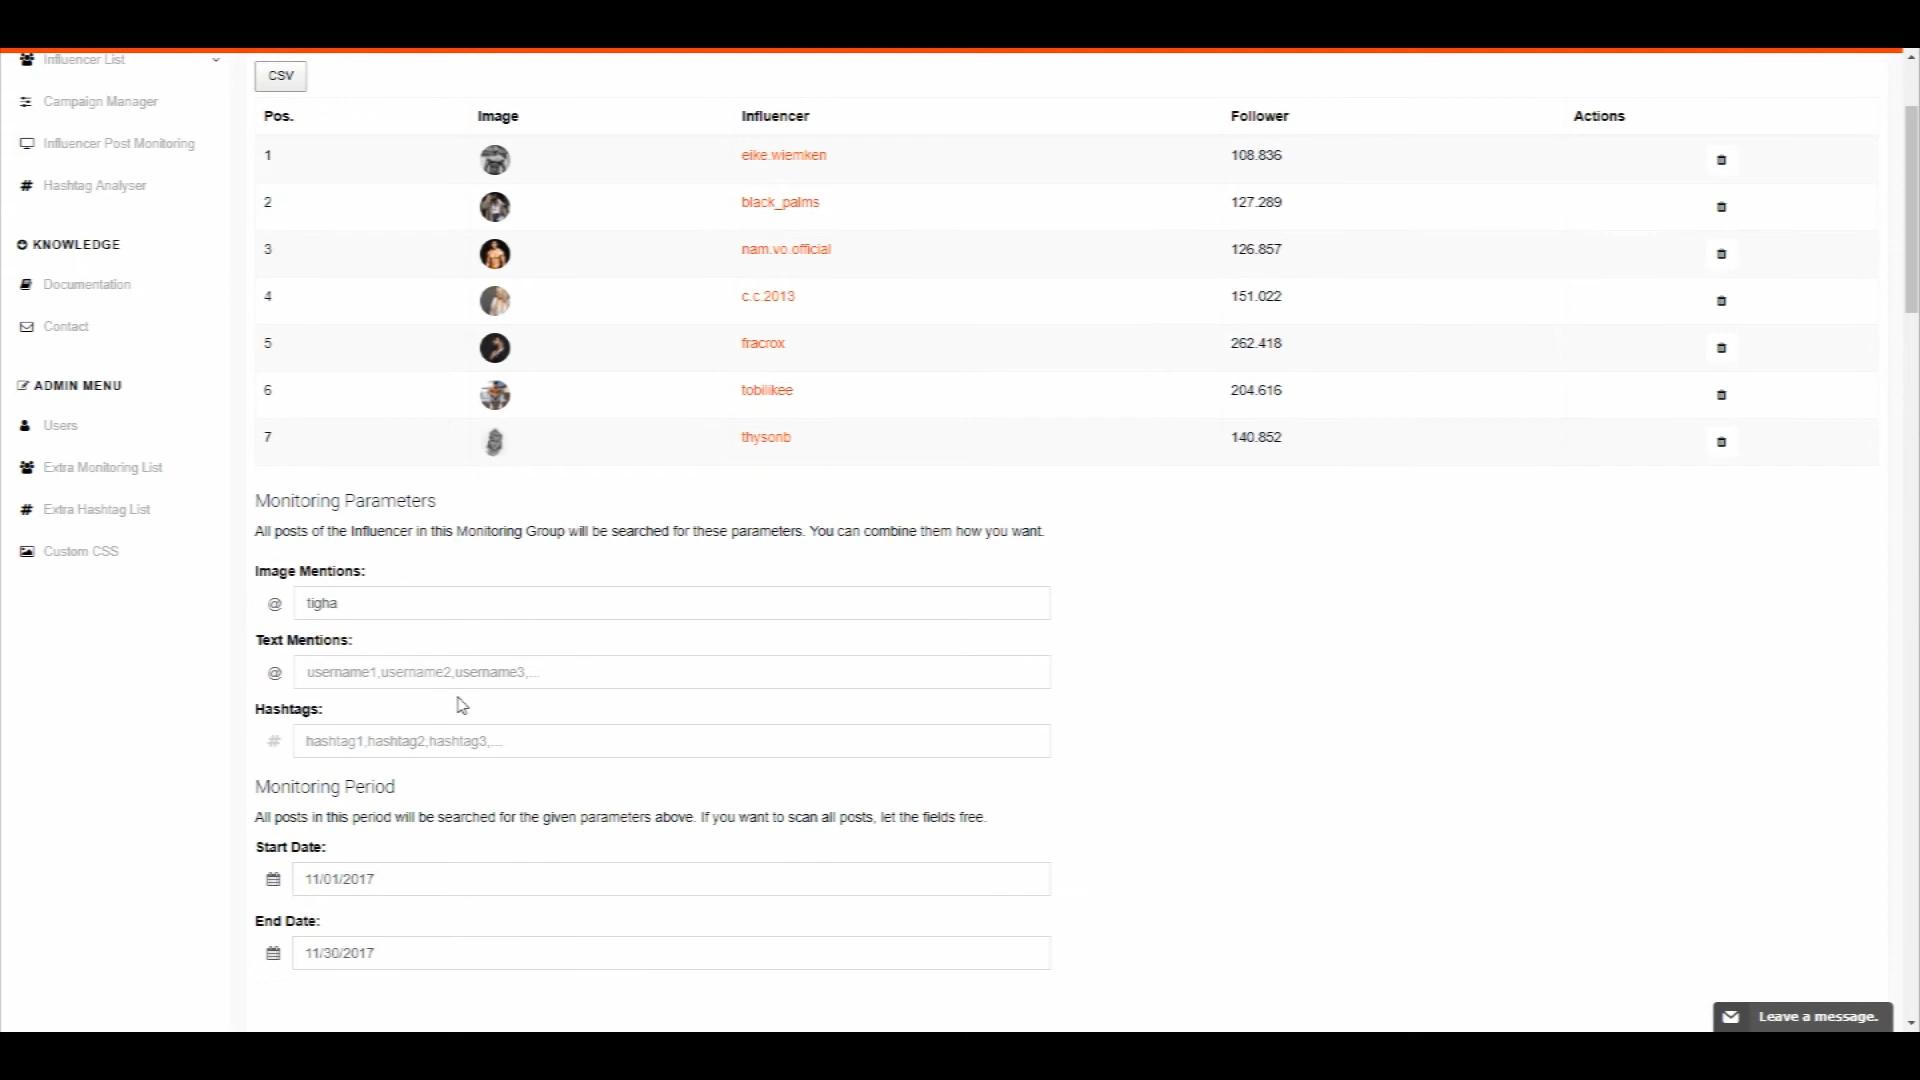 Influencer List
Campaign Manager
Influencer Post Monitoring
# Hashtag Analyser
KNOWLEDGE
Documentation
Contact
ADMIN MENU
Users
Extra Monitoring List
# Extra Hashtag List
Custom CSS
CSV
Pos. Image Influencer Follower Actions
1 eike.wiemken 108.836
2 black_palms 127.289
3 nam.vo.official 126.857
4 c.c.2013 151.022
5 fracrox 262.418
6 tobilikee 204.616
7 thysonb 140.852
Monitoring Parameters
All posts of the Influencer in this Monitoring Group will be searched for these parameters. You can combine them how you want.
Image Mentions:
@ tigha
Text Mentions:
@ username1,username2,username3,...
Hashtags:
# hashtag1,hashtag2,hashtag3,...
Monitoring Period
All posts in this period will be searched for the given parameters above. If you want to scan all posts, let the fields free.
Start Date:
11/01/2017
End Date:
11/30/2017
Leave a message.